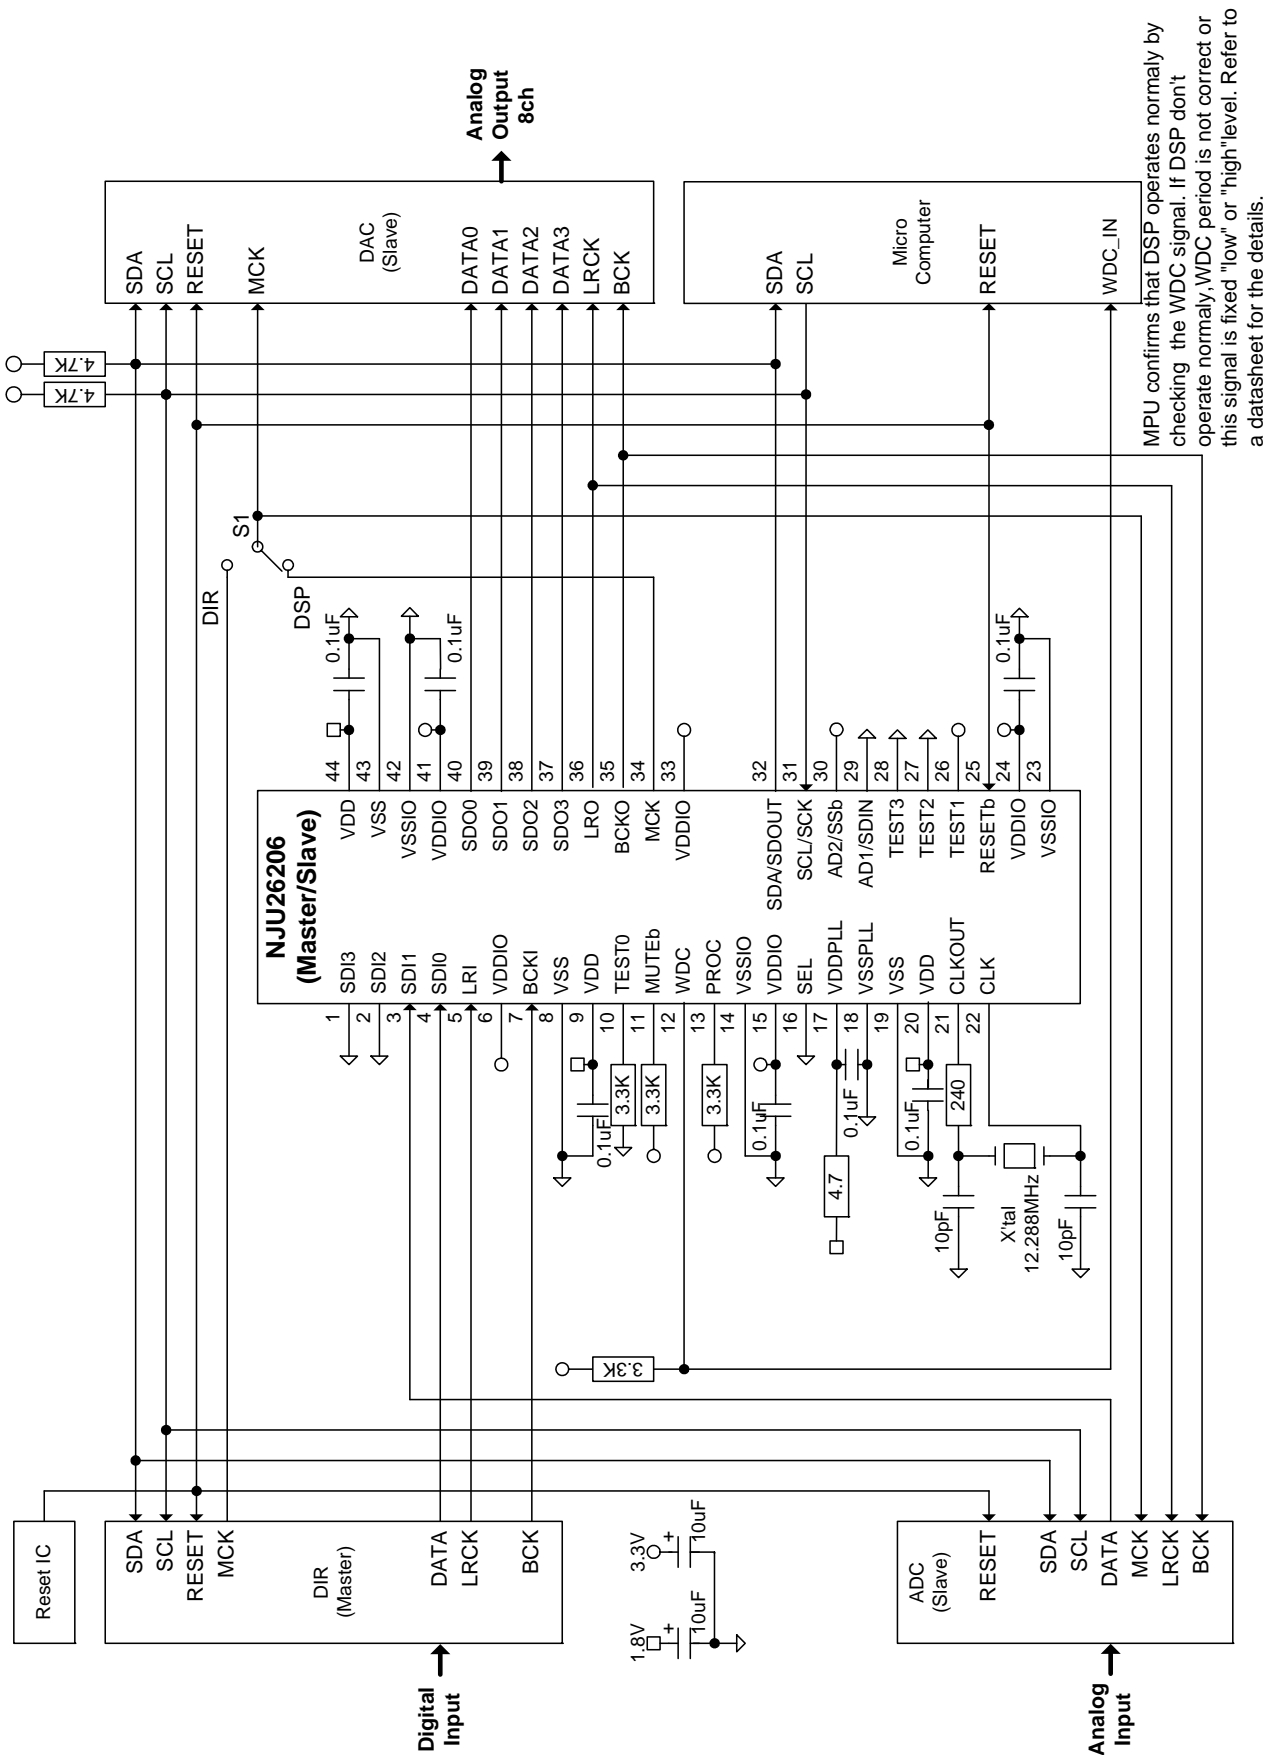 Reset IC
SDA
SCL
RESET
MCK
DATA
LRCK
BCK
DIR
(Master)
Digital
Input
1.8V
+
10uF
3.3V
+
10uF
ADC
(Slave)
RESET
SDA
SCL
DATA
MCK
LRCK
BCK
Analog
Input
NJU26206
(Master/Slave)
1 SDI3
2 SDI2
3 SDI1
4 SDI0
5 LRI
6 VDDIO
7 BCKI
8 VSS
9 VDD
10 TEST0
11 MUTEb
12 WDC
13 PROC
14 VSSIO
15 VDDIO
16 SEL
17 VDDPLL
18 VSSPLL
19 VSS
20 VDD
21 CLKOUT
22 CLK
VDD 44
VSS 43
VSSIO 42
VDDIO 41
SDO0 40
SDO1 39
SDO2 38
SDO3 37
LRO 36
BCKO 35
MCK 34
VDDIO 33
SDA/SDOUT 32
SCL/SCK 31
AD2/SSb 30
AD1/SDIN 29
TEST3 28
TEST2 27
TEST1 26
RESETb 25
VDDIO 24
VSSIO 23
0.1uF
3.3K
3.3K
3.3K
3.3K
0.1uF
4.7
0.1uF
0.1uF
240
10pF
X'tal
12.288MHz
10pF
0.1uF
0.1uF
0.1uF
DIR
S1
DSP
4.7K
4.7K
SDA
SCL
RESET
MCK
DAC
(Slave)
DATA0
DATA1
DATA2
DATA3
LRCK
BCK
Analog
Output
8ch
SDA
SCL
Micro
Computer
RESET
WDC_IN
MPU confirms that DSP operates normaly by
checking the WDC signal. If DSP don't
operate normaly,WDC period is not correct or
this signal is fixed "low" or "high"level. Refer to
a datasheet for the details.